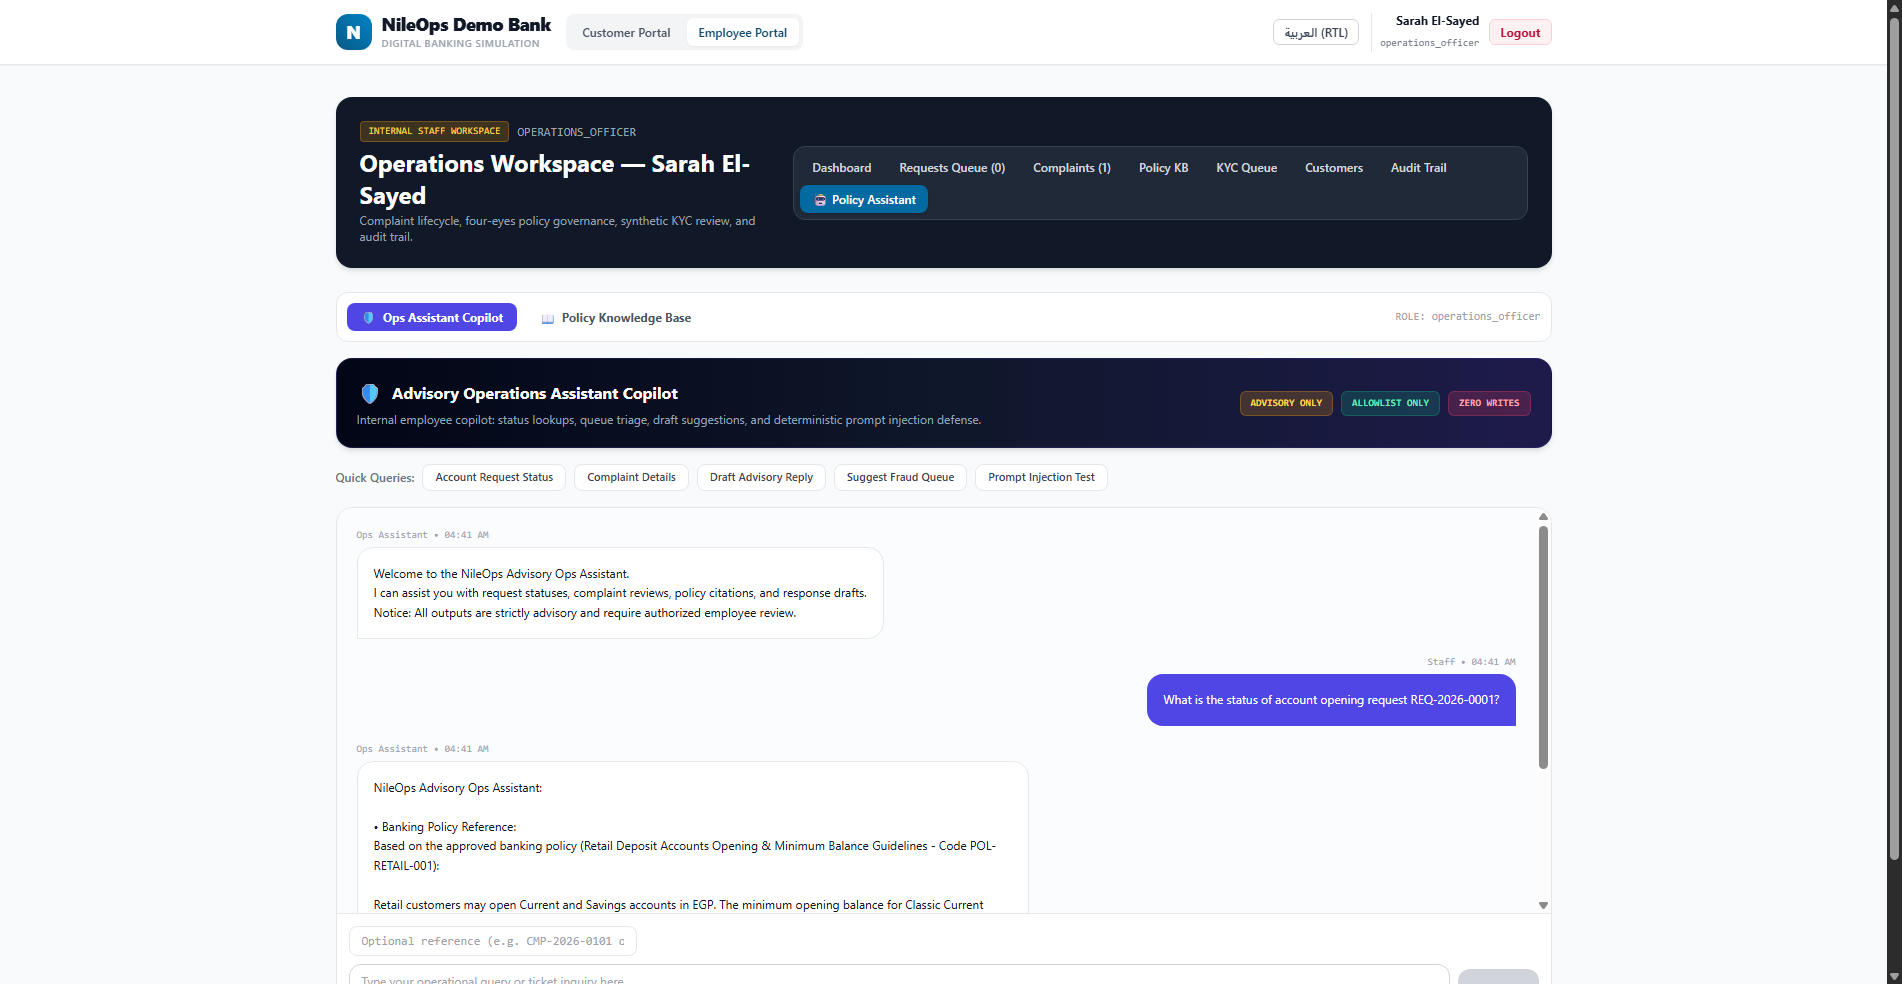 N
NileOps Demo Bank
DIGITAL BANKING SIMULATION
Customer Portal
Employee Portal
العربية (RTL)
Sarah El-Sayed
operations_officer
Logout
INTERNAL STAFF WORKSPACE
OPERATIONS_OFFICER
Operations Workspace — Sarah El-
Sayed
Complaint lifecycle, four-eyes policy governance, synthetic KYC review, and
audit trail.
Dashboard
Requests Queue (0)
Complaints (1)
Policy KB
KYC Queue
Customers
Audit Trail
Policy Assistant
Ops Assistant Copilot
Policy Knowledge Base
ROLE: operations_officer
Advisory Operations Assistant Copilot
Internal employee copilot: status lookups, queue triage, draft suggestions, and deterministic prompt injection defense.
ADVISORY ONLY
ALLOWLIST ONLY
ZERO WRITES
Quick Queries:
Account Request Status
Complaint Details
Draft Advisory Reply
Suggest Fraud Queue
Prompt Injection Test
Ops Assistant • 04:41 AM
Welcome to the NileOps Advisory Ops Assistant.
I can assist you with request statuses, complaint reviews, policy citations, and response drafts.
Notice: All outputs are strictly advisory and require authorized employee review.
Staff • 04:41 AM
What is the status of account opening request REQ-2026-0001?
Ops Assistant • 04:41 AM
NileOps Advisory Ops Assistant:
• Banking Policy Reference:
Based on the approved banking policy (Retail Deposit Accounts Opening & Minimum Balance Guidelines - Code POL-
RETAIL-001):
Retail customers may open Current and Savings accounts in EGP. The minimum opening balance for Classic Current
Optional reference (e.g. CMP-2026-0101 o
Type your operational query or ticket inquiry here